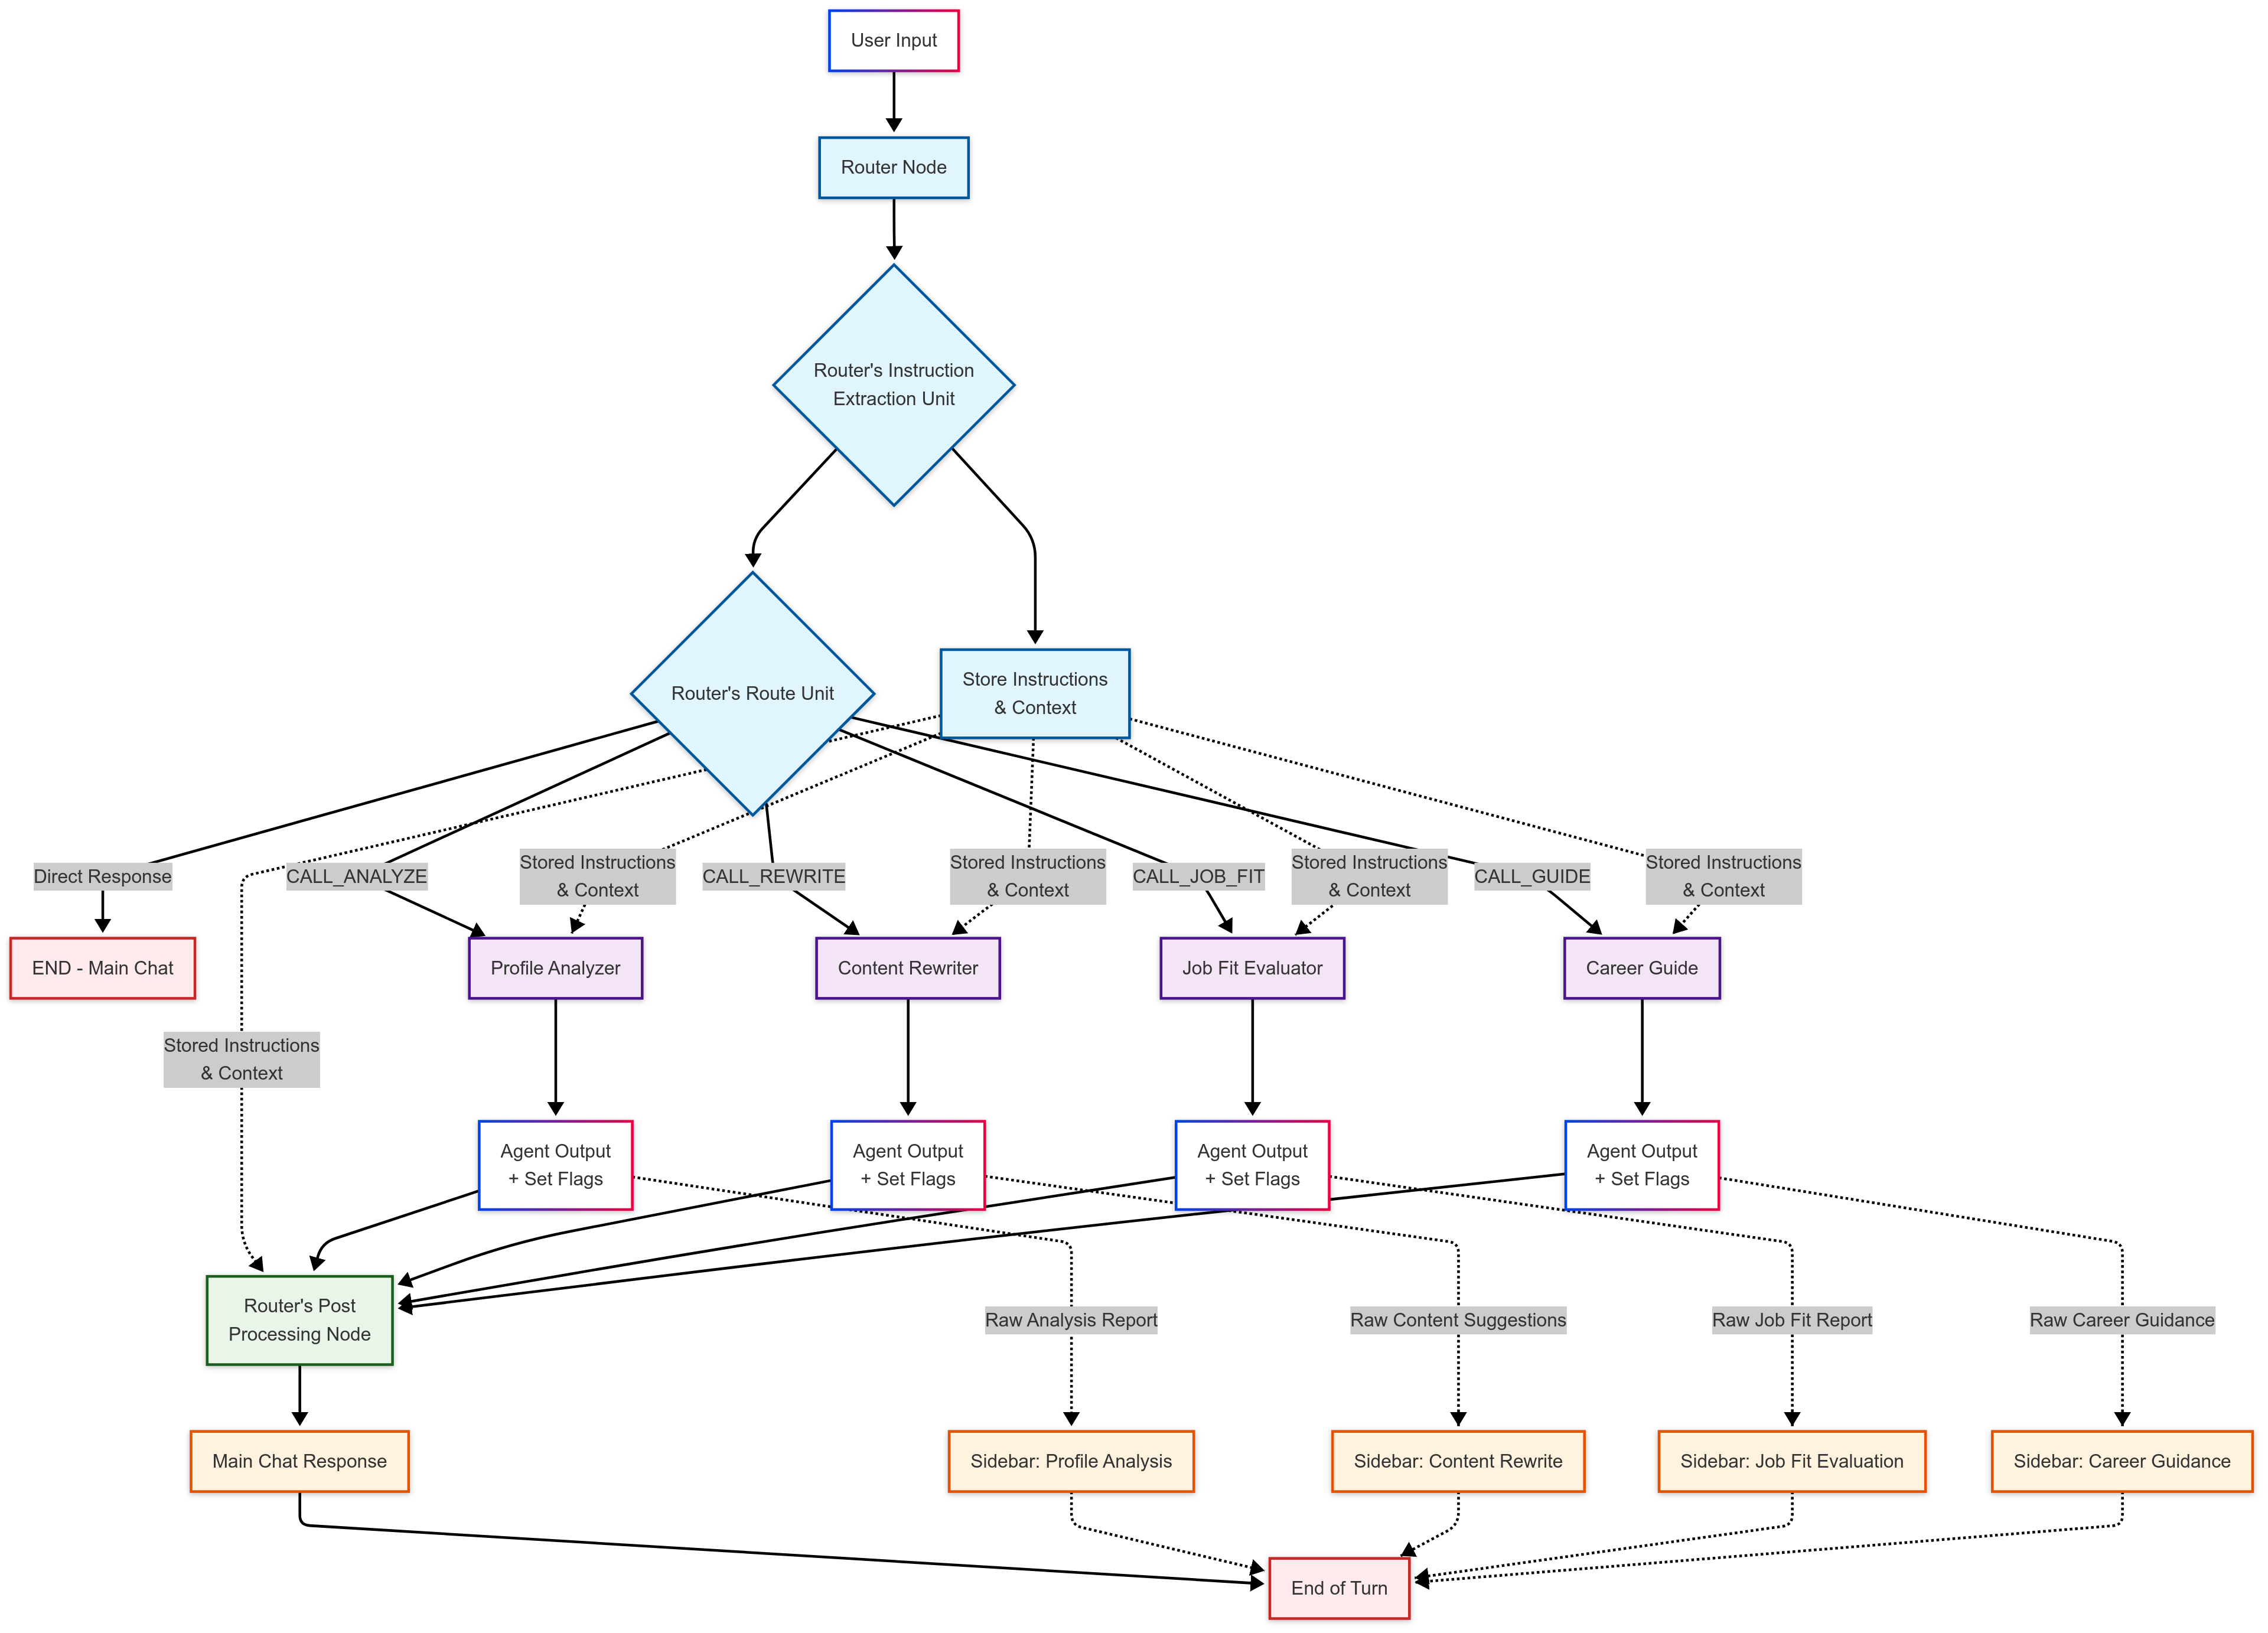 User Input
Router Node
Router's Instruction
Extraction Unit
Router's Route Unit
Store Instructions
& Context
Direct Response
CALL_ANALYZE
Stored Instructions
& Context
CALL_REWRITE
Stored Instructions
& Context
CALL_JOB_FIT
Stored Instructions
& Context
CALL_GUIDE
Stored Instructions
& Context
END - Main Chat
Profile Analyzer
Content Rewriter
Job Fit Evaluator
Career Guide
Stored Instructions
& Context
Agent Output
+ Set Flags
Agent Output
+ Set Flags
Agent Output
+ Set Flags
Agent Output
+ Set Flags
Router's Post
Processing Node
Raw Analysis Report
Raw Content Suggestions
Raw Job Fit Report
Raw Career Guidance
Main Chat Response
Sidebar: Profile Analysis
Sidebar: Content Rewrite
Sidebar: Job Fit Evaluation
Sidebar: Career Guidance
End of Turn